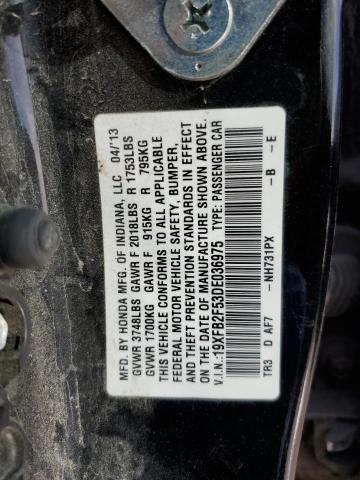 MFD. BY HONDA MFG. OF INDIANA, LLC 04/'13
GVWR 3748LBS GAWR F 2018LBS R 1753LBS
GVWR 1700KG GAWR F 915KG R 795KG
THIS VEHICLE CONFORMS TO ALL APPLICABLE
FEDERAL MOTOR VEHICLE SAFETY, BUMPER,
AND THEFT PREVENTION STANDARDS IN EFFECT
ON THE DATE OF MANUFACTURE SHOWN ABOVE.
V.I.N.:19XFB2F53DE036975 TYPE: PASSENGER CAR
TR3 D AF7 -NH731PX -B -E